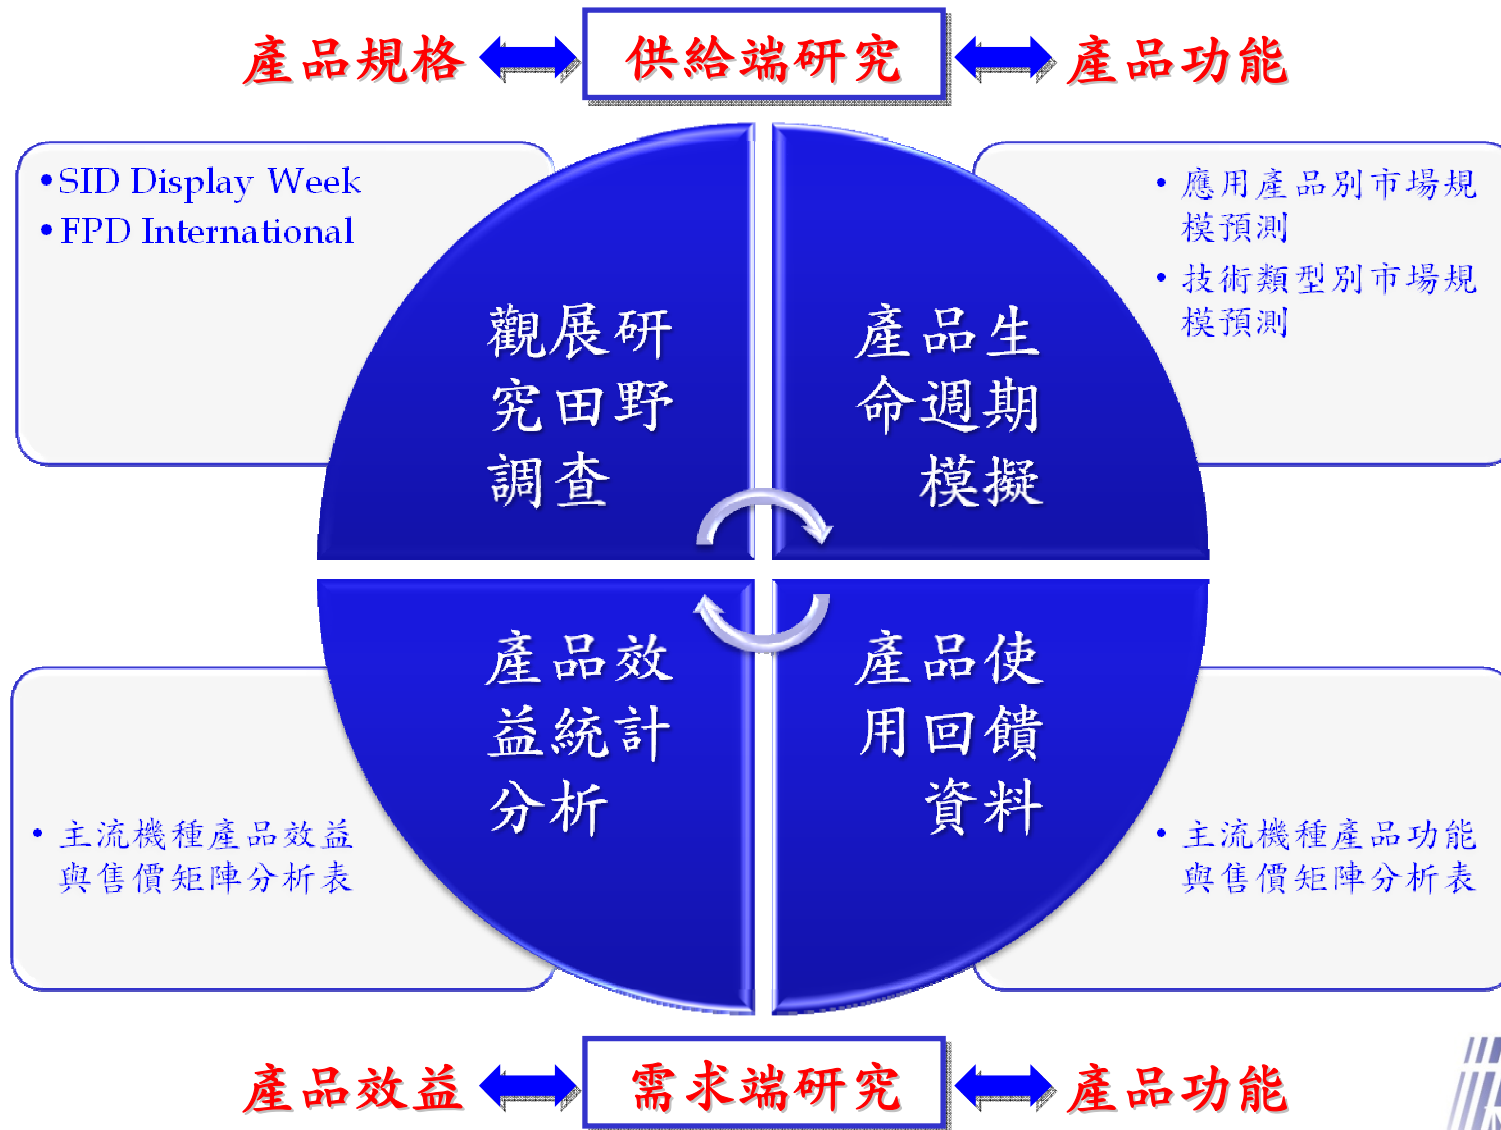 產品規格 供給端研究 產品功能
•SID Display Week
•FPD International
觀展研
究田野
調查
產品生
命週期
模擬
• 應用產品別市場規
模預測
• 技術類型別市場規
模預測
• 主流機種產品效益
與售價矩陣分析表
產品效
益統計
分析
產品使
用回饋
資料
• 主流機種產品功能
與售價矩陣分析表
產品效益 需求端研究 產品功能